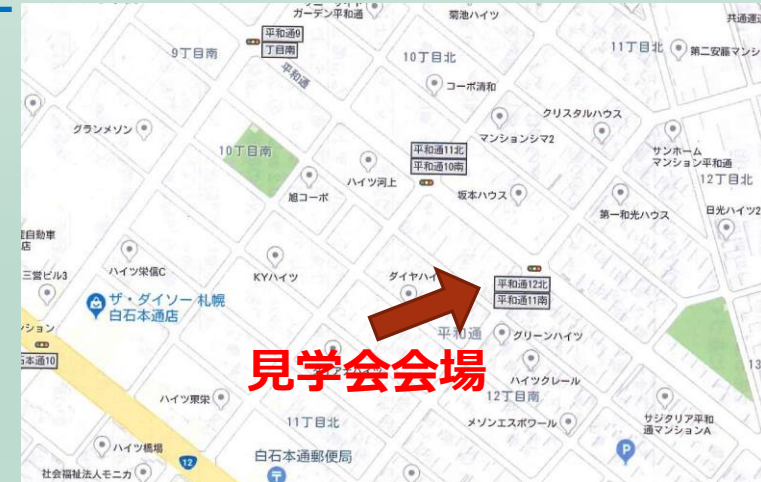 ガーデン平和通
菊池ハイツ
共通運
平和通9
丁目南
9丁目南
平和通
10丁目北
11丁目北
第二安藤マンシ
コーポ清和
クリスタルハウス
グランメゾン
マンションシマ2
10丁目南
平和通11北
平和通10南
サンホーム
マンション平和通
12丁目北
ハイツ河上
旭コーポ
坂本ハウス
第一和光ハウス
日光ハイツ2
自動車
店
ハイツ栄信C
KYハイツ
ダイヤハイ
三営ビル3
平和通12北
平和通11南
ザ・ダイソー 札幌
白石本通店
ション
平和通
グリーンハイツ
本通10
見学会会場
ハイツクレール
12丁目南
13
ハイツ東栄
11丁目北
メゾンエスポワール
サジタリア平和
通マンションA
ハイツ橋場
白石本通郵便局
12
P
社会福祉法人モニカ
〒